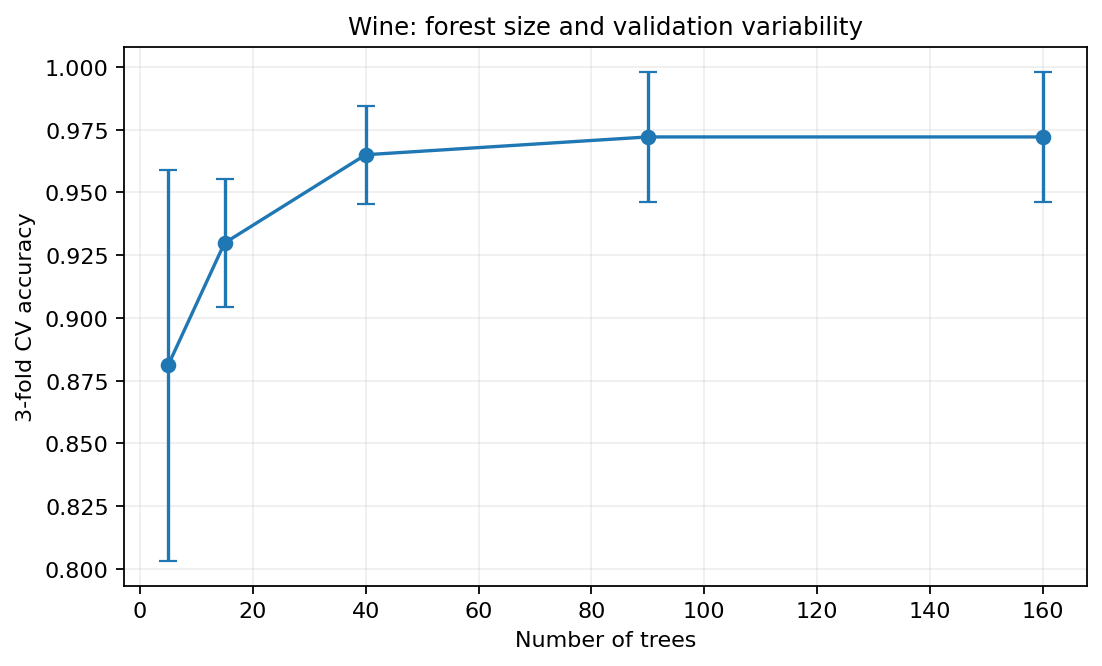 Wine: forest size and validation variability
1.000
0.975
0.950
0.925
0.900
0.875
0.850
0.825
0.800
3-fold CV accuracy
0 20 40 60 80 100 120 140 160
Number of trees